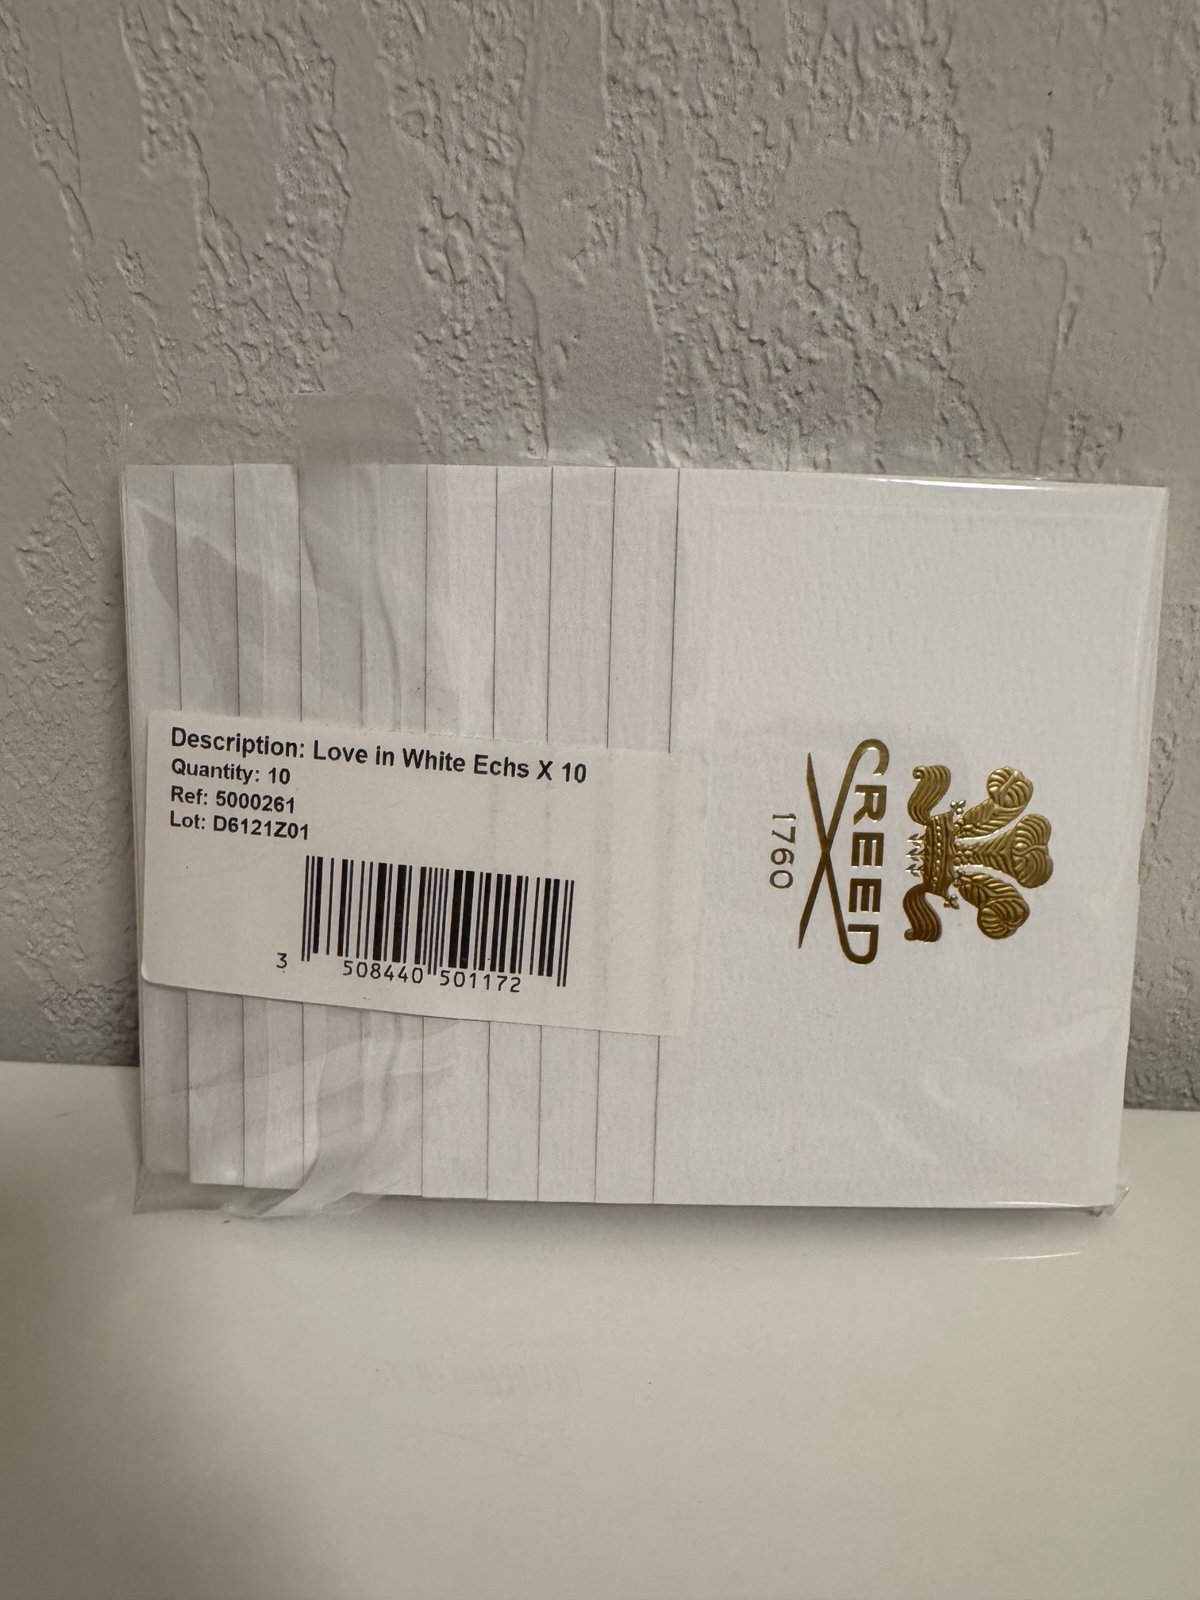 Description: Love in White Echs X 10
Quantity: 10
Ref: 5000261
Lot: D6121Z01
3 508440 501172
CREED
1760